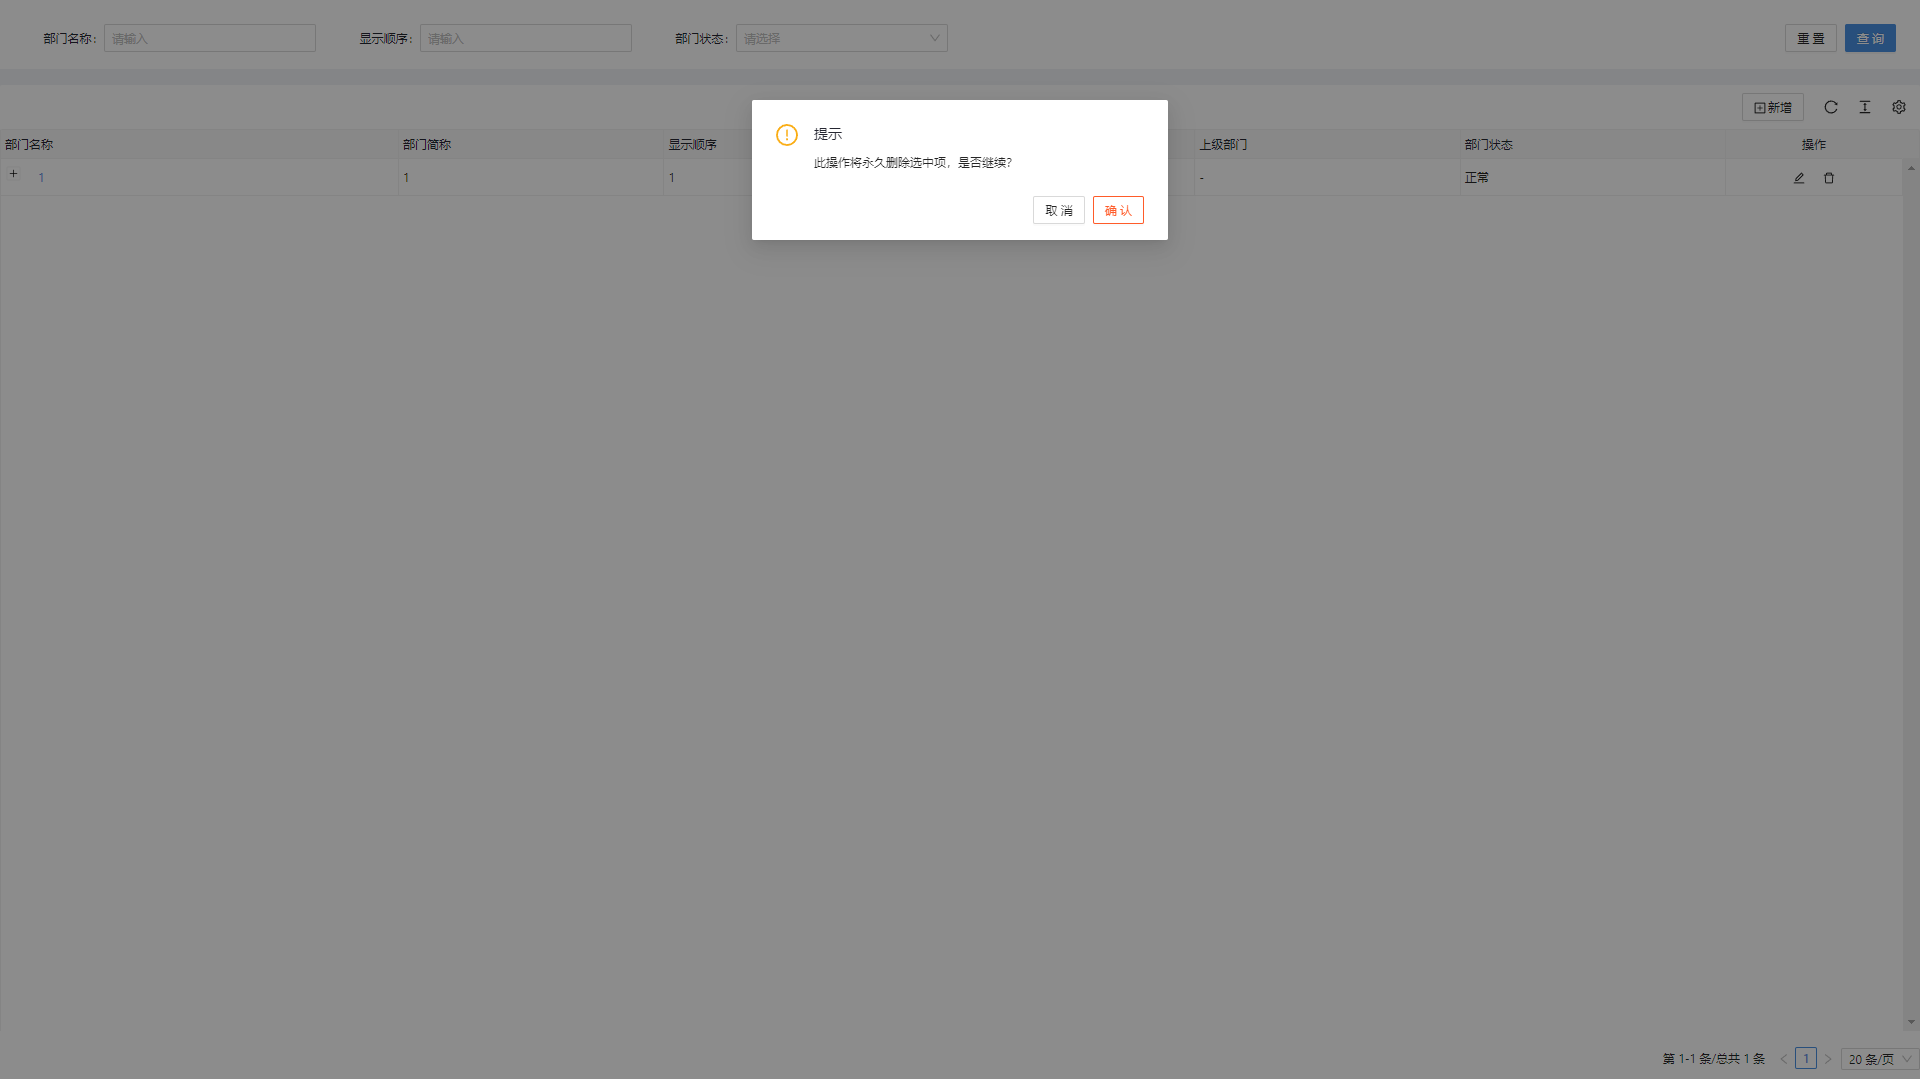 部门名称: 请输入 显示顺序: 请输入 部门状态: 请选择 重 置 查 询
新增
提示
此操作将永久删除选中项，是否继续?
取 消 确 认
部门名称 部门简称 显示顺序 上级部门 部门状态 操作
1 1 1 - 正常
第 1-1 条/总共 1 条 1 20 条/页